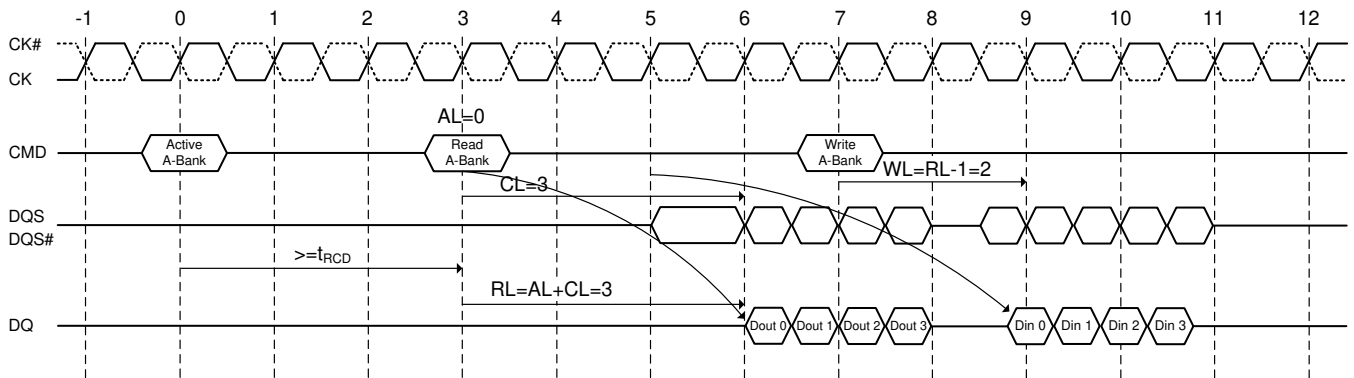 -1 0 1 2 3 4 5 6 7 8 9 10 11 12
CK#
CK
AL=0
CMD
Active
A-Bank
Read
A-Bank
Write
A-Bank
WL=RL-1=2
CL=3
DQS
DQS#
>=tRCD
RL=AL+CL=3
DQ
Dout 0 Dout 1 Dout 2 Dout 3 Din 0 Din 1 Din 2 Din 3